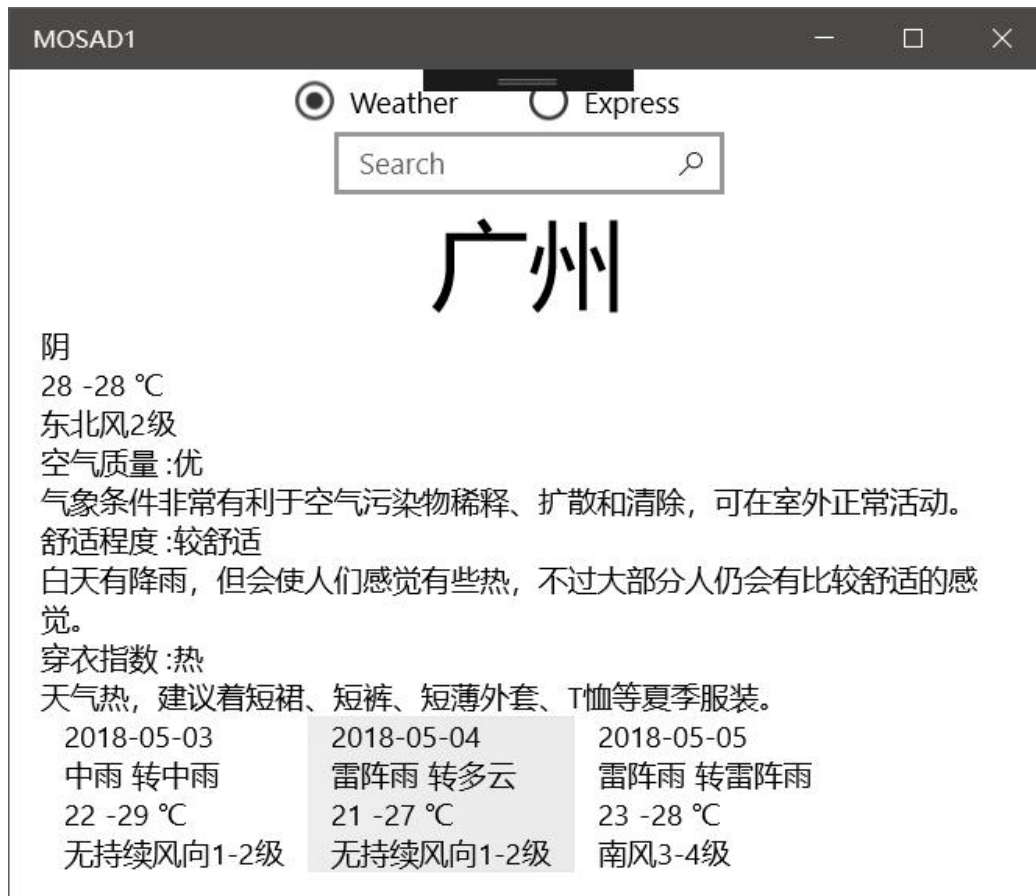 MOSAD1
Weather Express
Search
广州
阴
28 -28 ℃
东北风2级
空气质量 :优
气象条件非常有利于空气污染物稀释、扩散和清除，可在室外正常活动。
舒适程度 :较舒适
白天有降雨，但会使人们感觉有些热，不过大部分人仍会有比较舒适的感
觉。
穿衣指数 :热
天气热，建议着短裙、短裤、短薄外套、T恤等夏季服装。
2018-05-03 2018-05-04 2018-05-05
中雨 转中雨 雷阵雨 转多云 雷阵雨 转雷阵雨
22 -29 ℃ 21 -27 ℃ 23 -28 ℃
无持续风向1-2级 无持续风向1-2级 南风3-4级